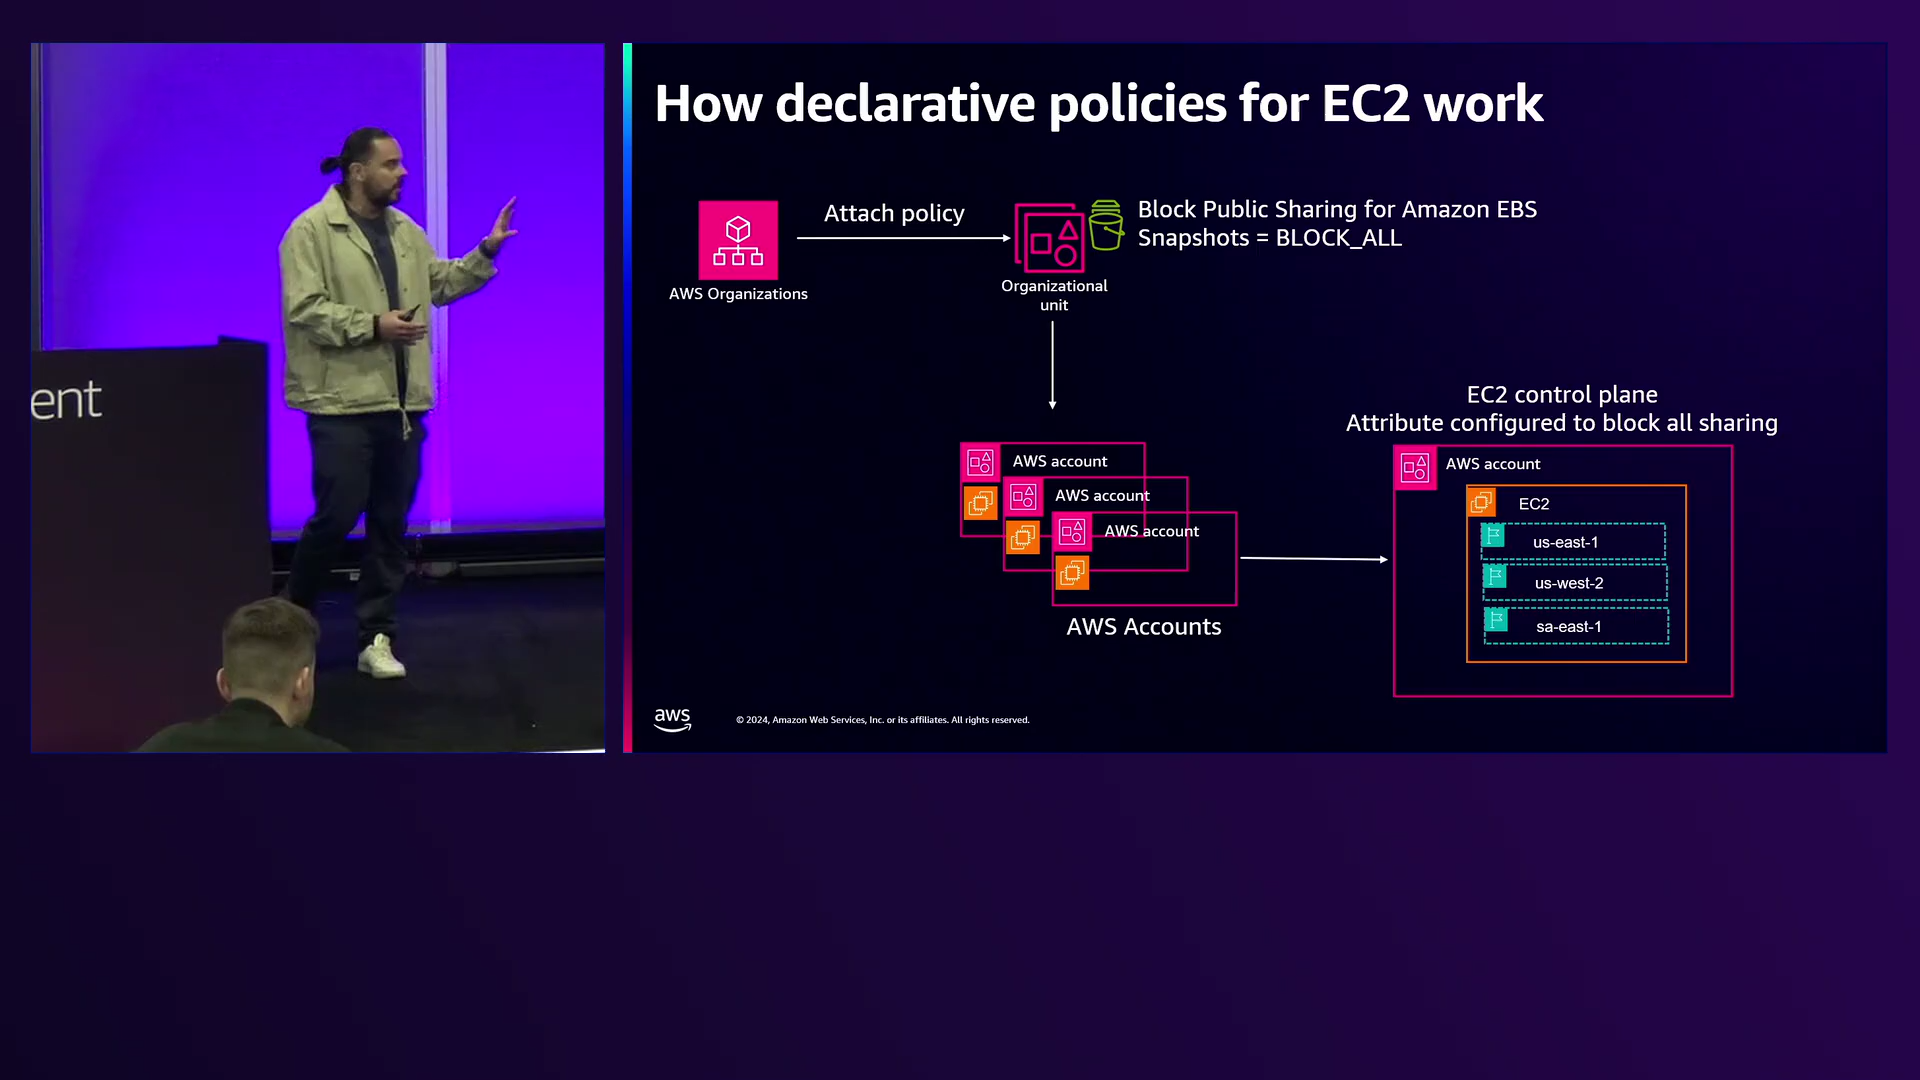 ent
How declarative policies for EC2 work
Attach policy
Block Public Sharing for Amazon EBS
Snapshots = BLOCK_ALL
AWS Organizations
Organizational
unit
EC2 control plane
Attribute configured to block all sharing
AWS account
AWS account
AWS account
AWS Accounts
AWS account
EC2
us-east-1
us-west-2
sa-east-1
aws
© 2024, Amazon Web Services, Inc. or its affiliates. All rights reserved.